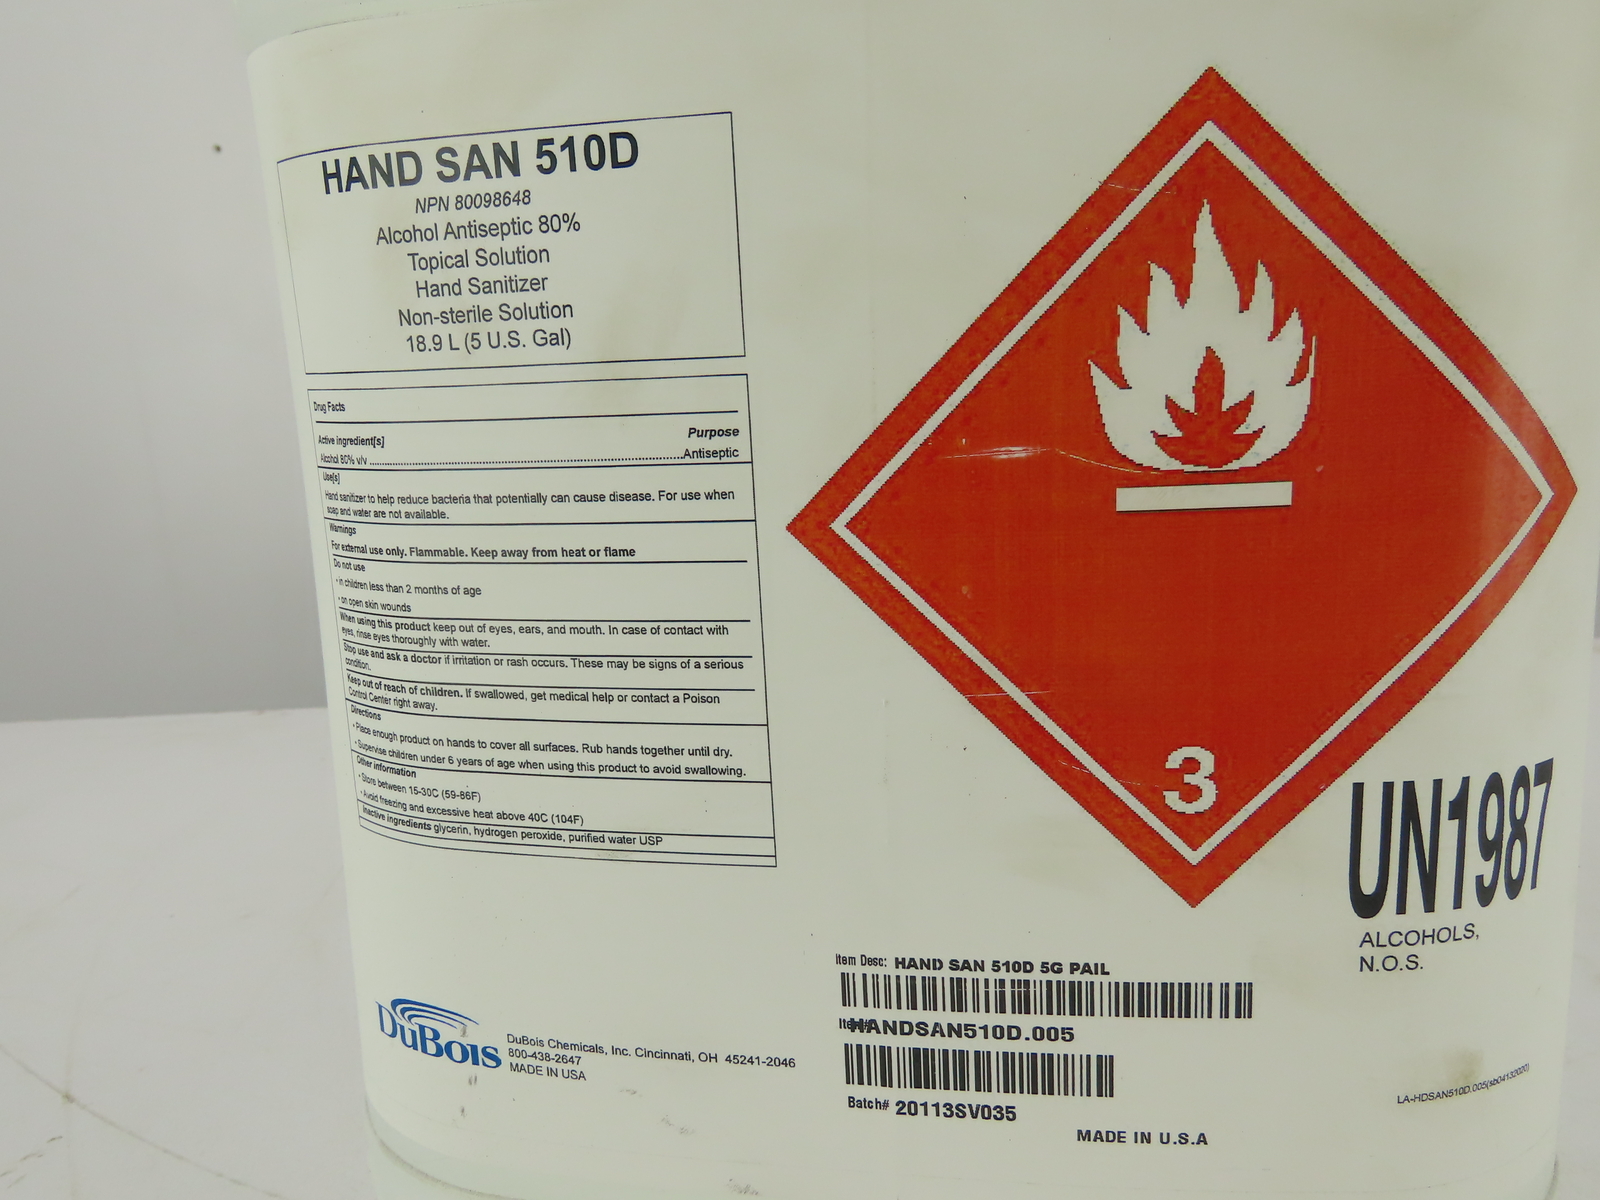 HAND SAN 510D
NPN 80098648
Alcohol Antiseptic 80%
Topical Solution
Hand Sanitizer
Non-sterile Solution
18.9 L (5 U.S. Gal)
Drug Facts
Active ingredient[s] Purpose
Alcohol 80% v/v ........................................................................Antiseptic
Use[s]
Hand sanitizer to help reduce bacteria that potentially can cause disease. For use when
soap and water are not available.
Warnings
For external use only. Flammable. Keep away from heat or flame
Do not use
• in children less than 2 months of age
• on open skin wounds
When using this product keep out of eyes, ears, and mouth. In case of contact with
eyes, rinse eyes thoroughly with water.
Stop use and ask a doctor if irritation or rash occurs. These may be signs of a serious
condition.
Keep out of reach of children. If swallowed, get medical help or contact a Poison
Control Center right away.
Directions
• Place enough product on hands to cover all surfaces. Rub hands together until dry.
• Supervise children under 6 years of age when using this product to avoid swallowing.
Other information
• Store between 15-30C (59-86F)
• Avoid freezing and excessive heat above 40C (104F)
Inactive ingredients glycerin, hydrogen peroxide, purified water USP
DuBois
DuBois Chemicals, Inc. Cincinnati, OH 45241-2046
800-438-2647
MADE IN USA
3
UN1987
ALCOHOLS,
N.O.S.
Item Desc: HAND SAN 510D 5G PAIL
Item# HANDSAN510D.005
Batch# 20113SV035
MADE IN U.S.A
LA-HDSAN510D.005(sb04132020)